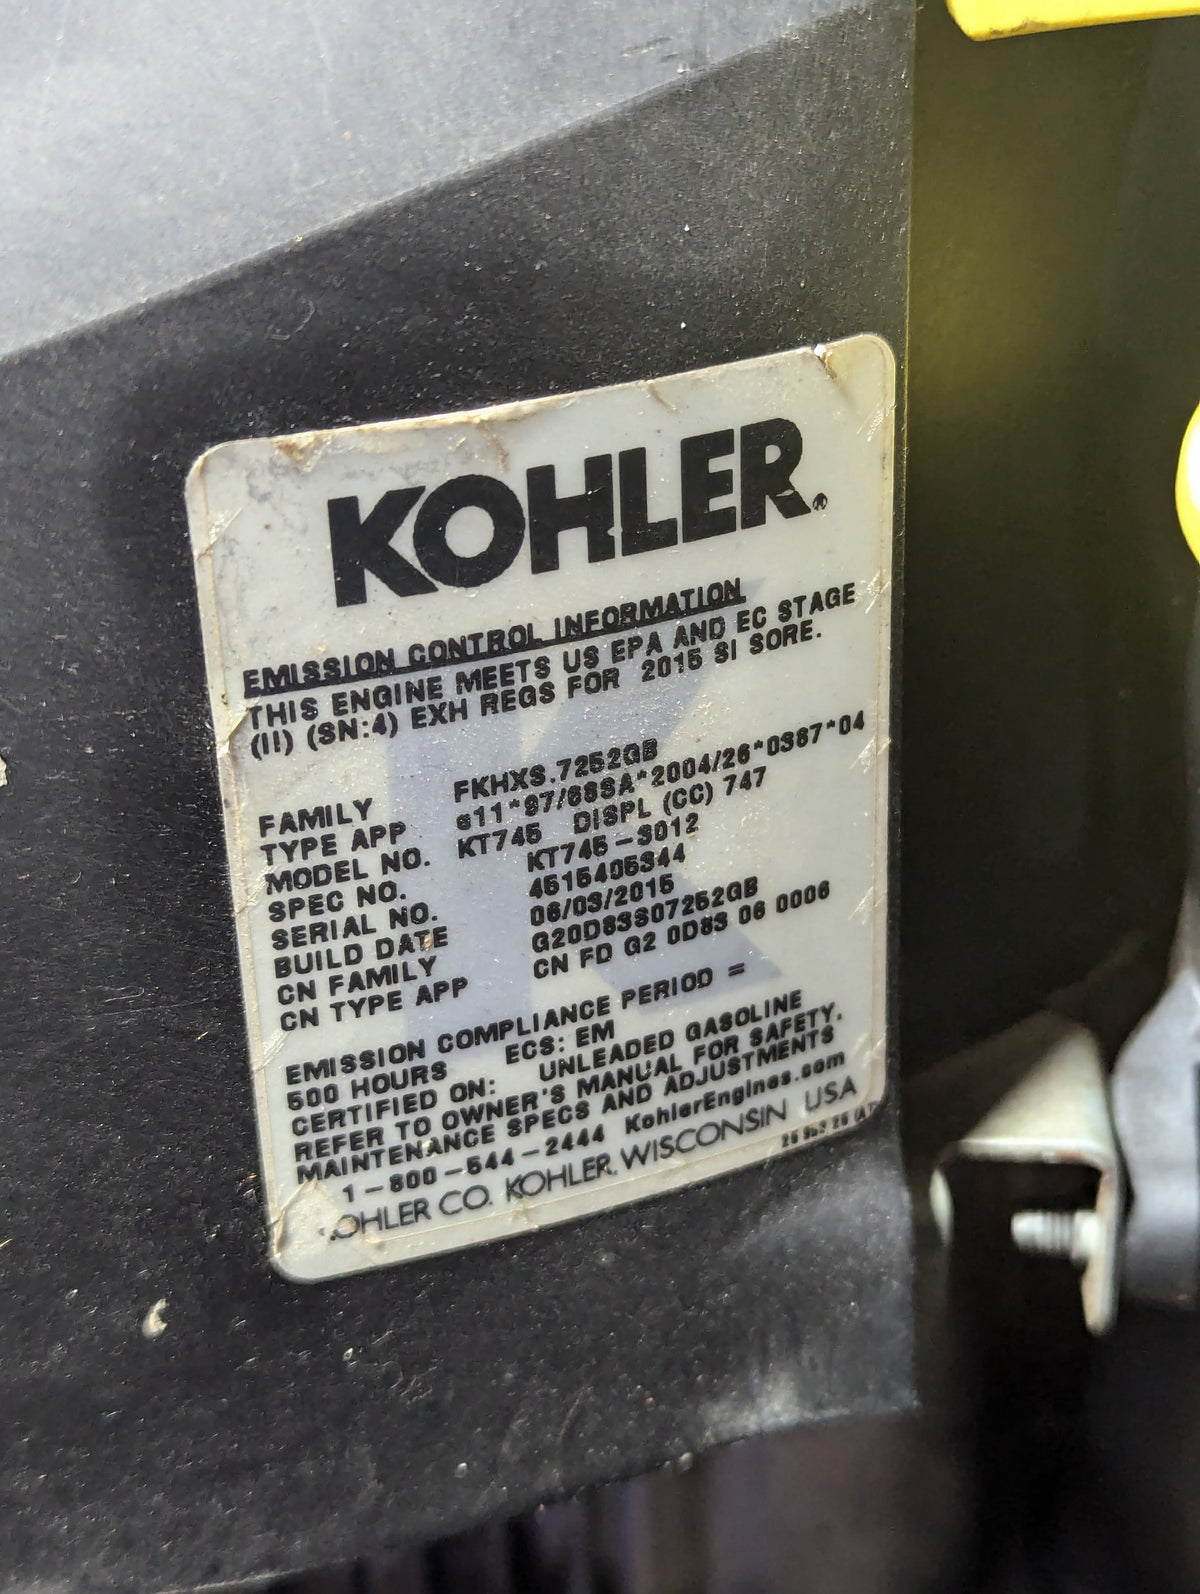 KOHLER.
EMISSION CONTROL INFORMATION
THIS ENGINE MEETS US EPA AND EC STAGE
(II) (SN:4) EXH REGS FOR 2015 SI SORE.
FAMILY FKHXS.7252GB
TYPE APP e11*97/68SA*2004/26*0387*04
MODEL NO. KT745 DISPL (CC) 747
SPEC NO. KT745-3012
SERIAL NO. 4515405344
BUILD DATE 06/03/2015
CN FAMILY G20D83S07252GB
CN TYPE APP CN FD G2 0D83 06 0006
EMISSION COMPLIANCE PERIOD =
500 HOURS ECS: EM
CERTIFIED ON: UNLEADED GASOLINE
REFER TO OWNER'S MANUAL FOR SAFETY,
MAINTENANCE SPECS AND ADJUSTMENTS
1-800-544-2444 KohlerEngines.com
KOHLER CO. KOHLER, WISCONSIN USA